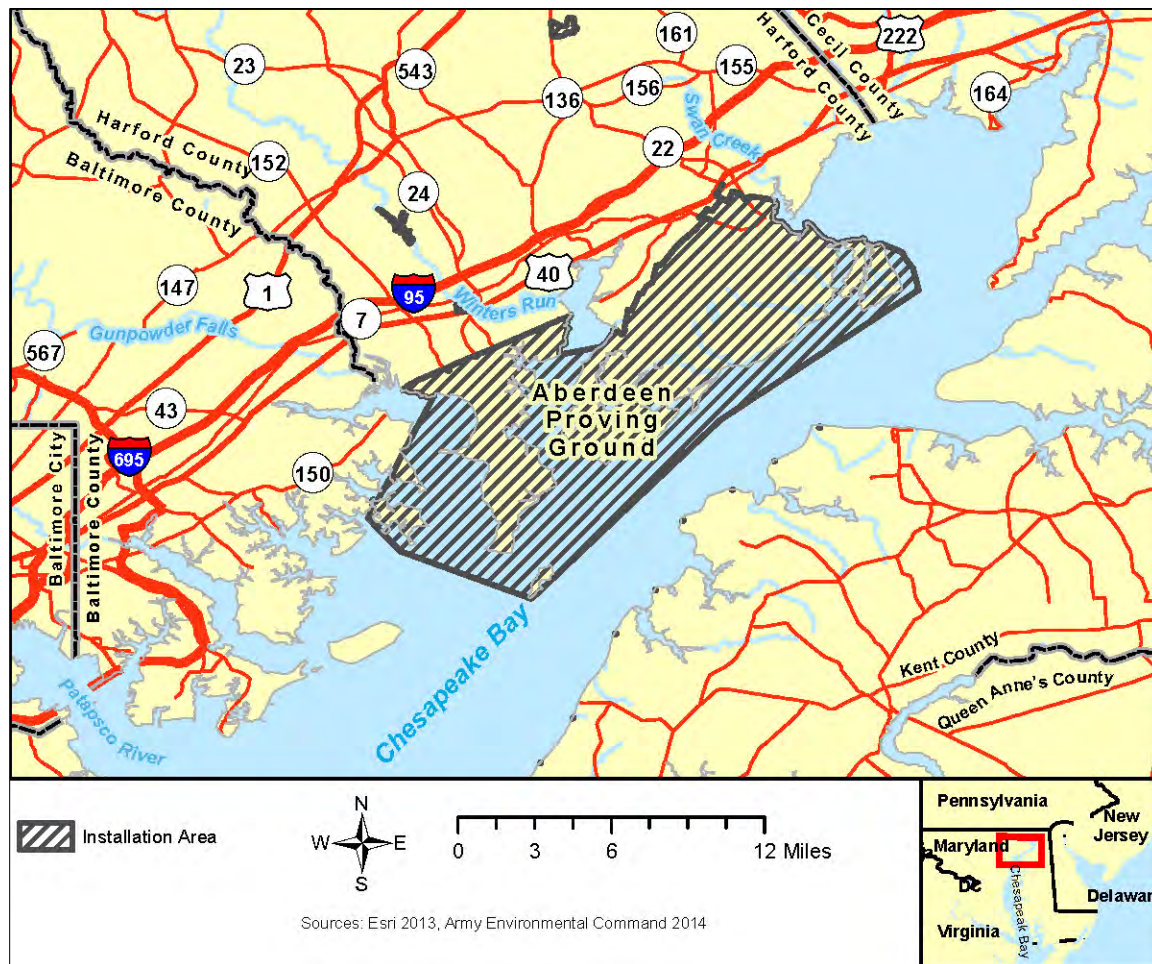 161
Cecil County
Harford County
222
23
543
155
156
136
164
Swan Creek
Harford County
Baltimore County
152
22
24
147
1
95
40
Winters Run
7
Gunpowder Falls
567
Aberdeen
Proving
Ground
43
695
150
Baltimore City
Baltimore County
Chesapeake Bay
Kent County
Queen Anne's County
Patapsco River
Installation Area
N
W E
S
0 3 6 12 Miles
Sources: Esri 2013, Army Environmental Command 2014
Pennsylvania
New
Jersey
Maryland
DC
Chesapeak Bay
Delawar
Virginia